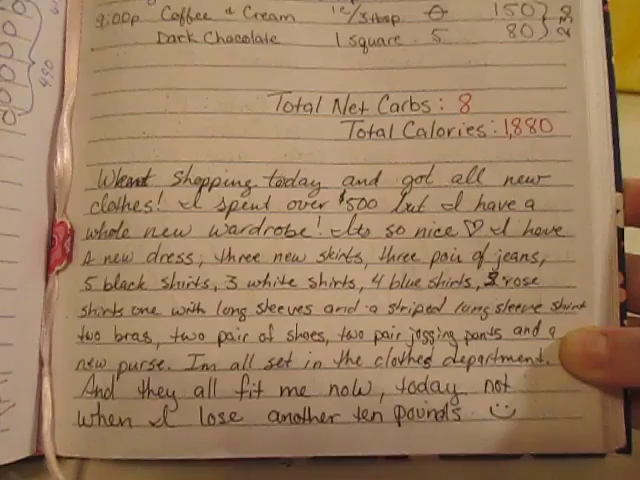 9:00p Coffee & Cream 1c/3tbsp 0 150
Dark Chocolate 1 square 5 80
Total Net Carbs: 8
Total Calories: 1,880
Went shopping today and got all new
clothes! I spent over $500 but I have a
whole new wardrobe! Its so nice ♡ I have
A new dress, three new skirts, three pair of jeans,
5 black shirts, 3 white shirts, 4 blue shirts, 2 rose
shirts one with long sleeves and a striped long sleeve shirt
two bras, two pair of shoes, two pair jogging pants and a
new purse. Im all set in the clothes department.
And they all fit me now, today not
when I lose another ten pounds ☺